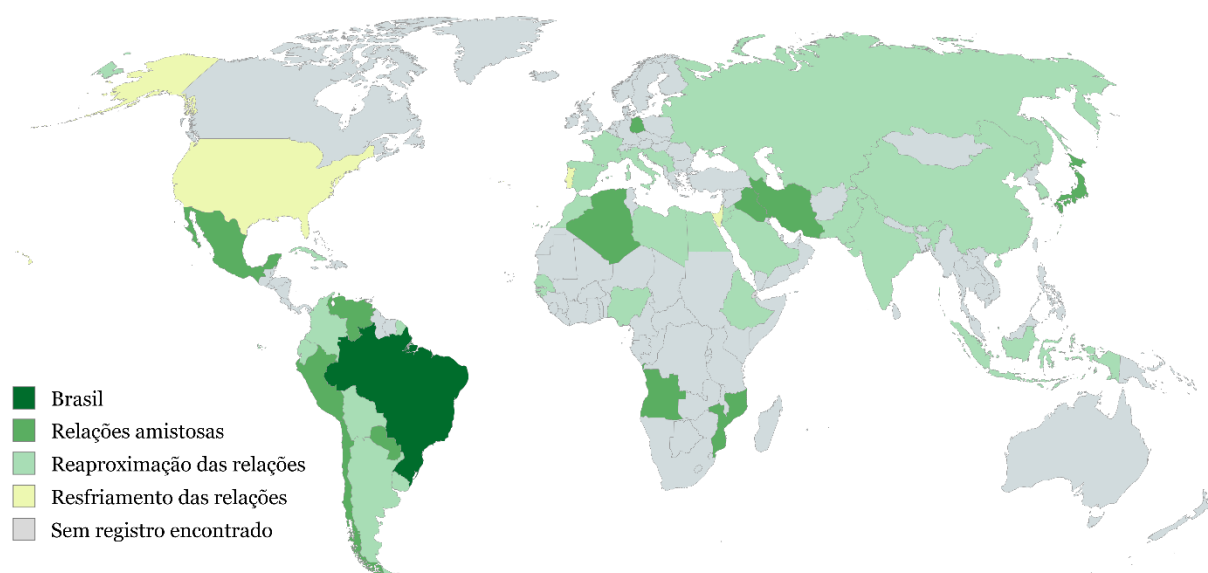 Brasil
Relações amistosas
Reaproximação das relações
Resfriamento das relações
Sem registro encontrado